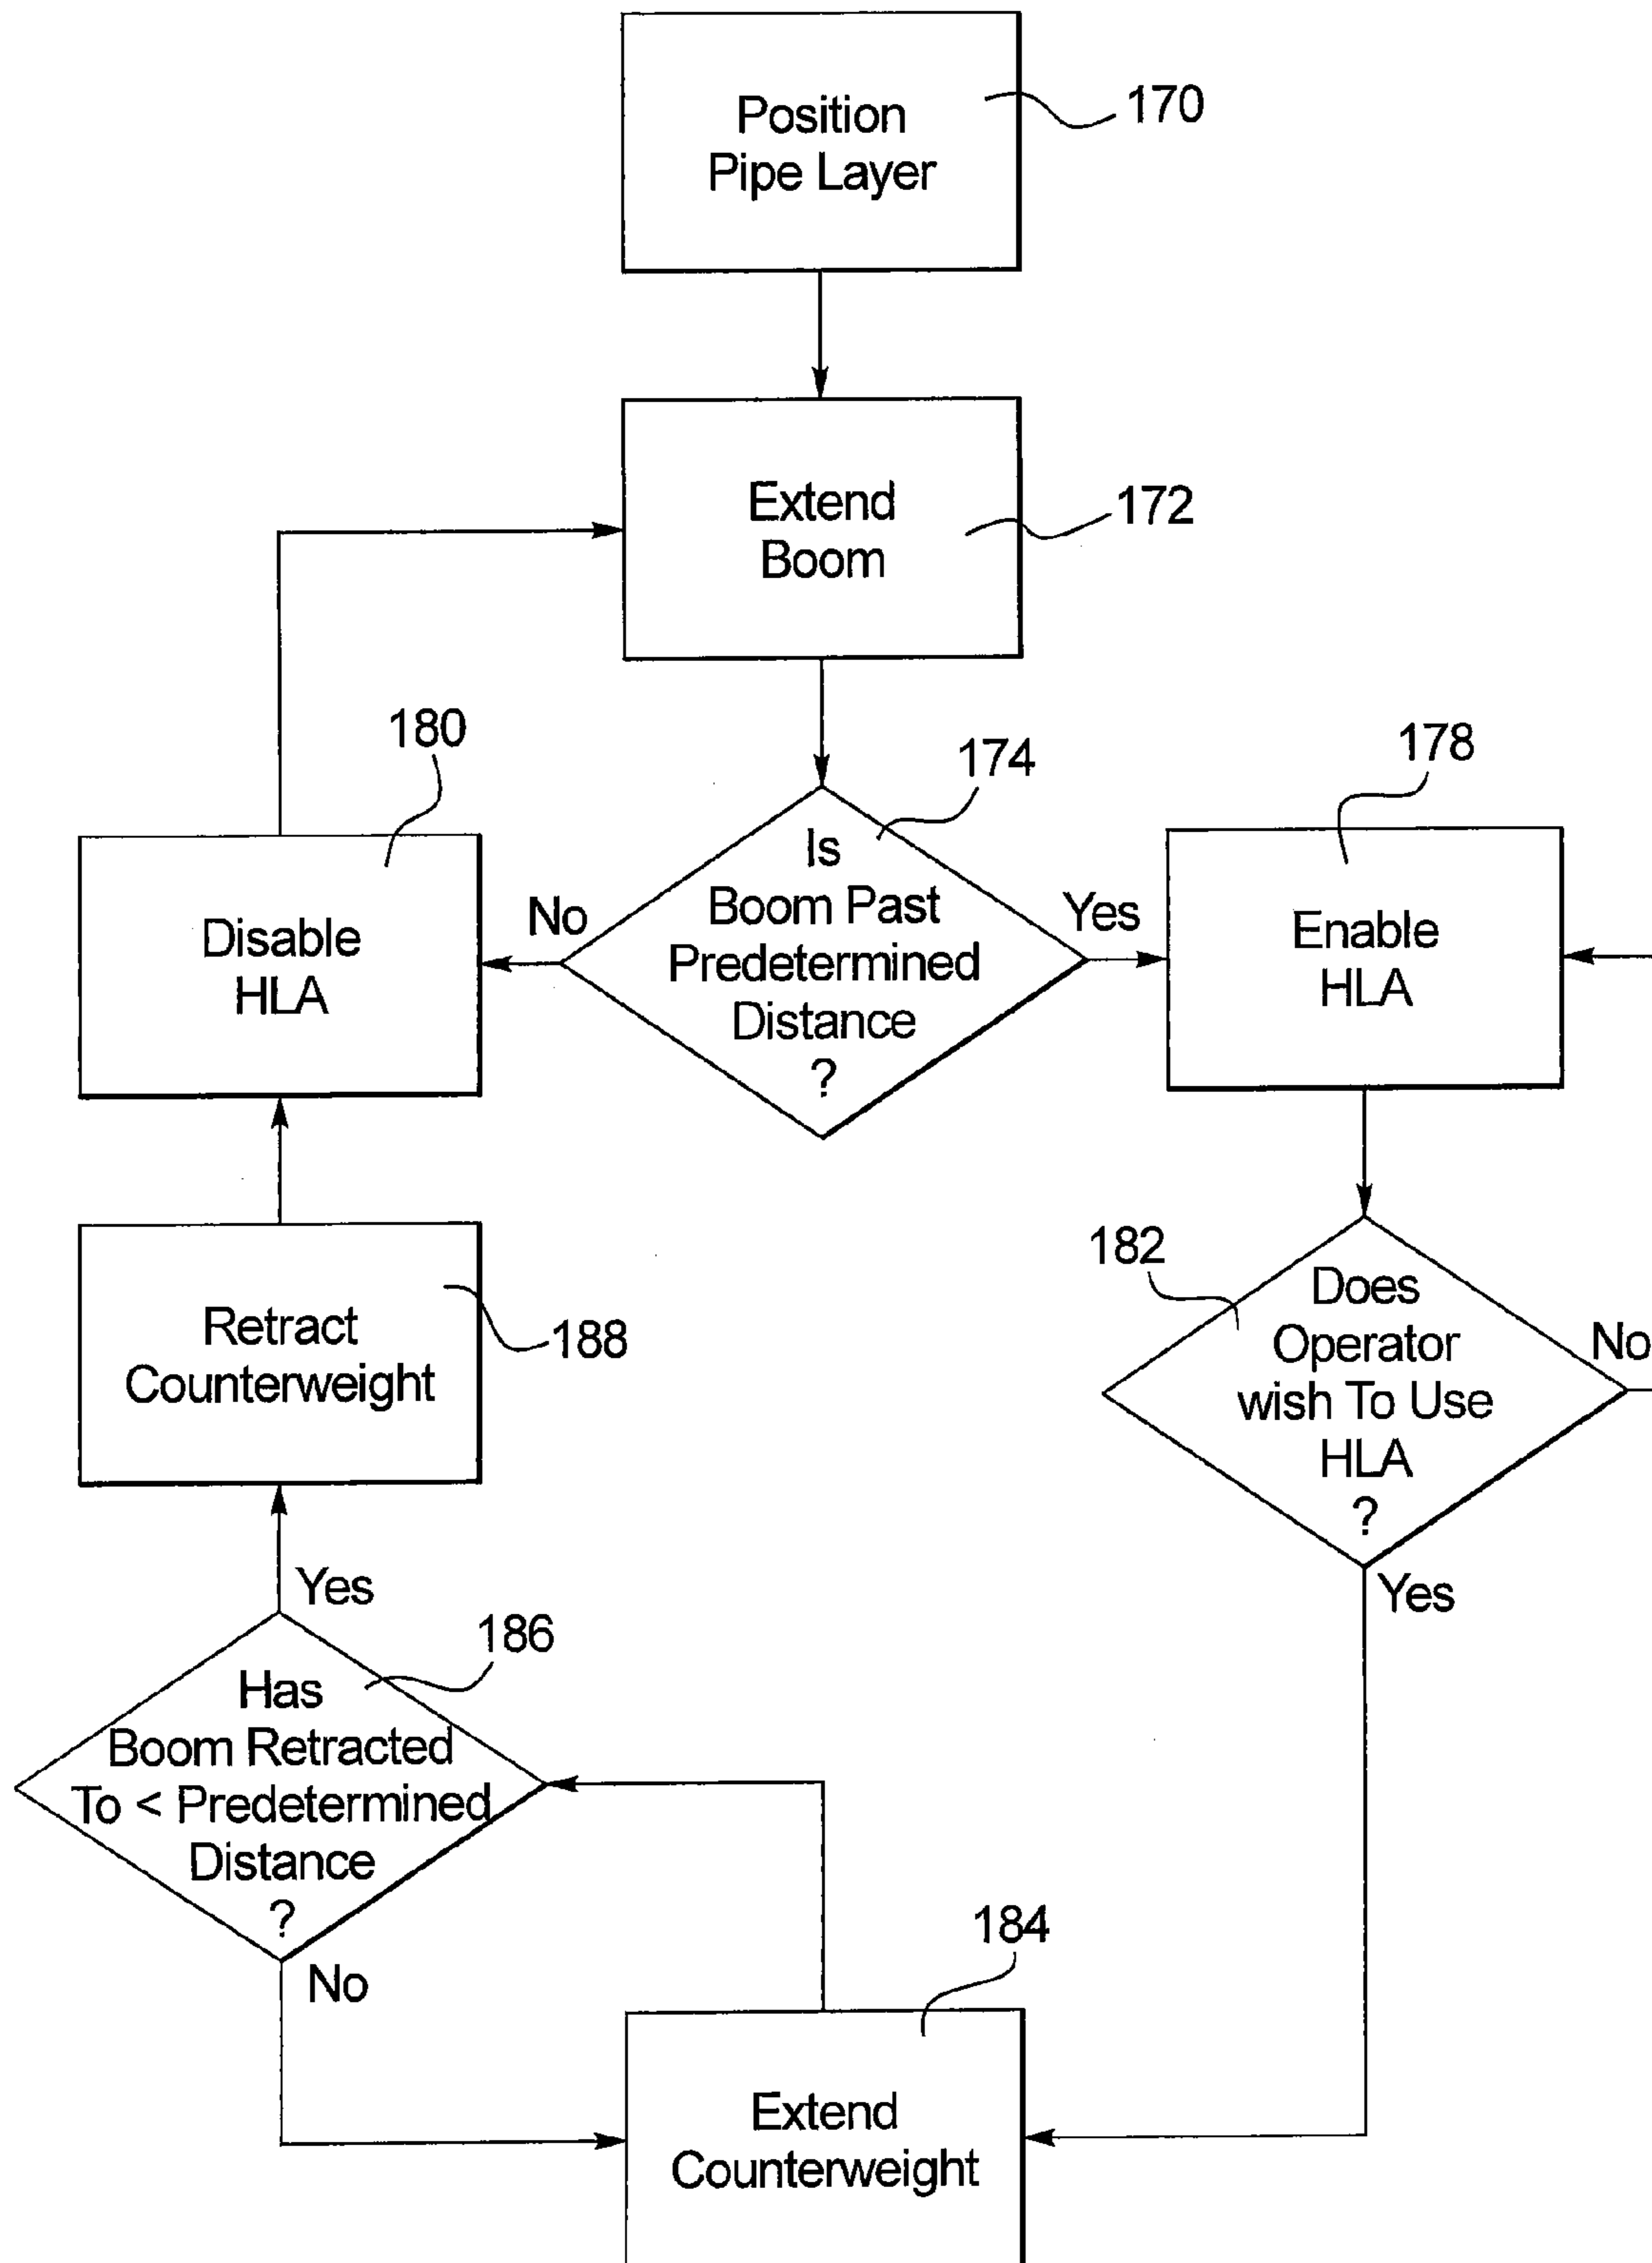 Position
Pipe Layer
170
Extend
Boom
172
180
174
178
Is
Boom Past
Predetermined
Distance
?
No
Yes
Disable
HLA
Enable
HLA
182
Does
Operator
wish To Use
HLA
?
No
Yes
Retract
Counterweight
188
Yes
186
Has
Boom Retracted
To < Predetermined
Distance
?
No
184
Extend
Counterweight